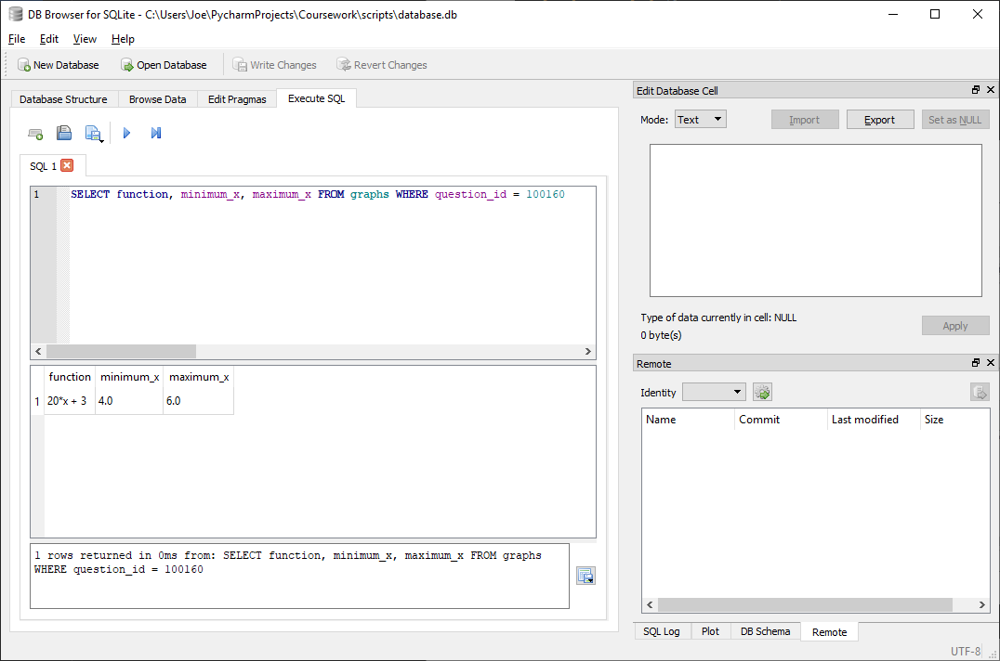 DB Browser for SQLite - C:\Users\Joe\PycharmProjects\Coursework\scripts\database.db
File Edit View Help
New Database Open Database Write Changes Revert Changes
Database Structure Browse Data Edit Pragmas Execute SQL
SQL 1
1 SELECT function, minimum_x, maximum_x FROM graphs WHERE question_id = 100160
function minimum_x maximum_x
1 20*x + 3 4.0 6.0
1 rows returned in 0ms from: SELECT function, minimum_x, maximum_x FROM graphs
WHERE question_id = 100160
Edit Database Cell
Mode: Text Import Export Set as NULL
Type of data currently in cell: NULL
0 byte(s)
Apply
Remote
Identity
Name Commit Last modified Size
SQL Log Plot DB Schema Remote
UTF-8